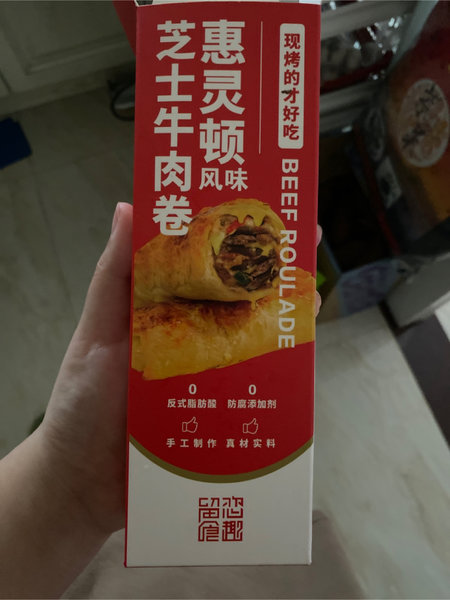 现烤的才好吃
惠灵顿风味
芝士牛肉卷
BEEF ROULADE
0
反式脂肪酸
0
防腐添加剂
手工制作
真材实料